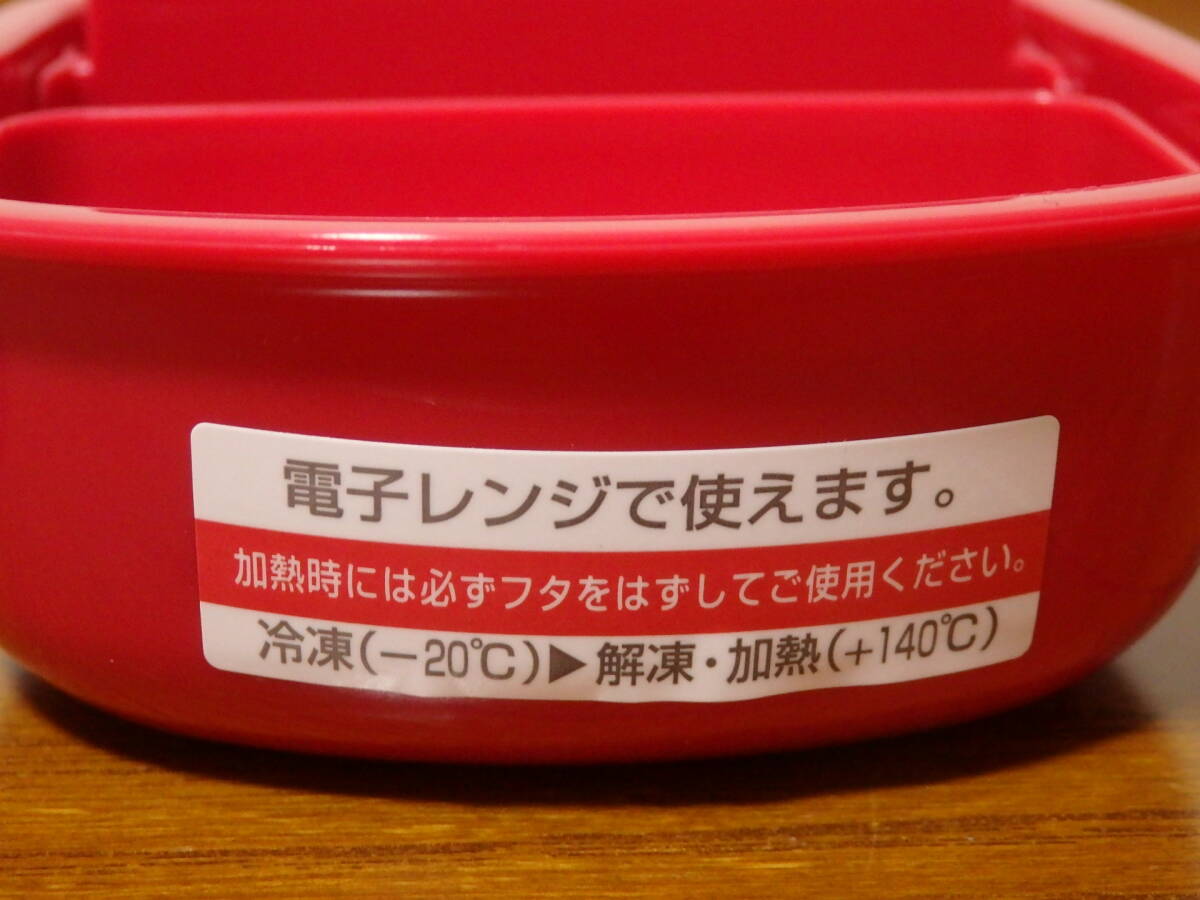 電子レンジで使えます。
加熱時には必ずフタをはずしてご使用ください。
冷凍(−20℃)▶解凍・加熱(+140℃)